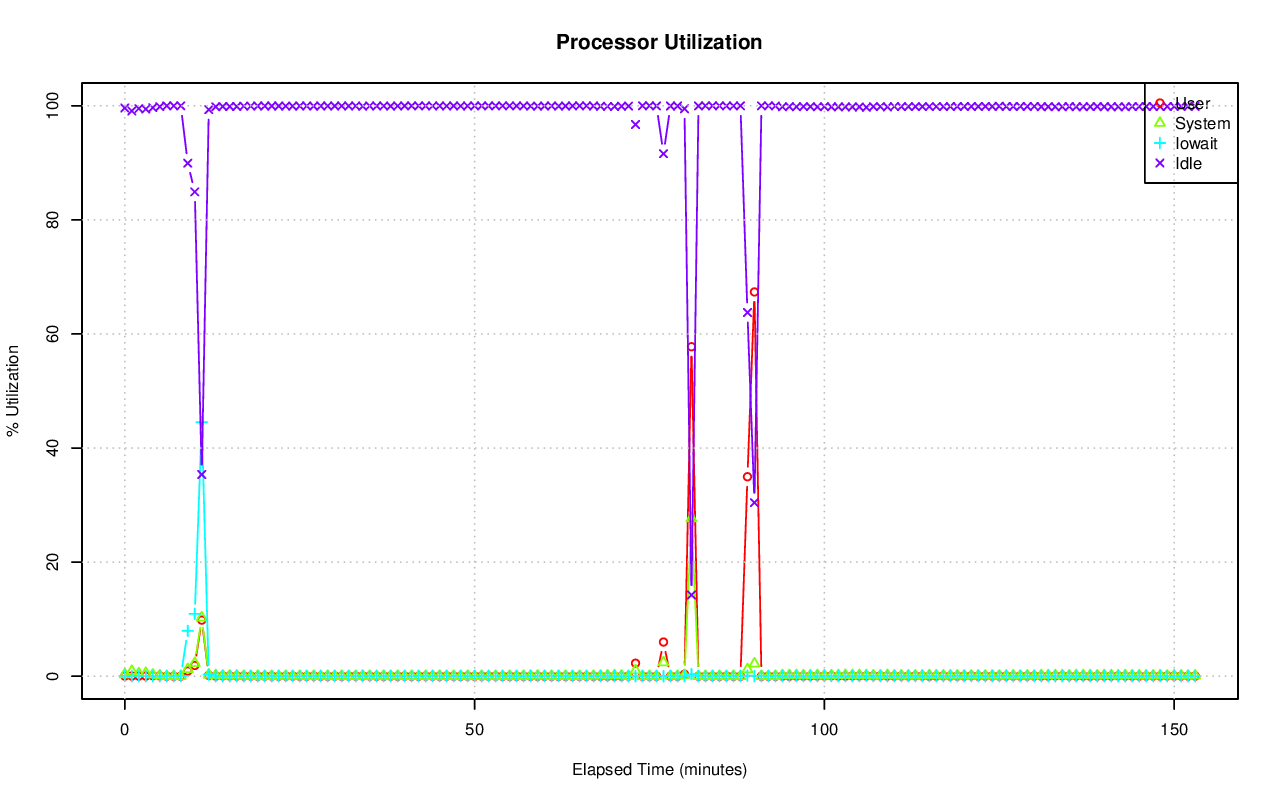 Processor Utilization
% Utilization
100
80
60
40
20
0
User
System
Iowait
Idle
0 50 100 150
Elapsed Time (minutes)